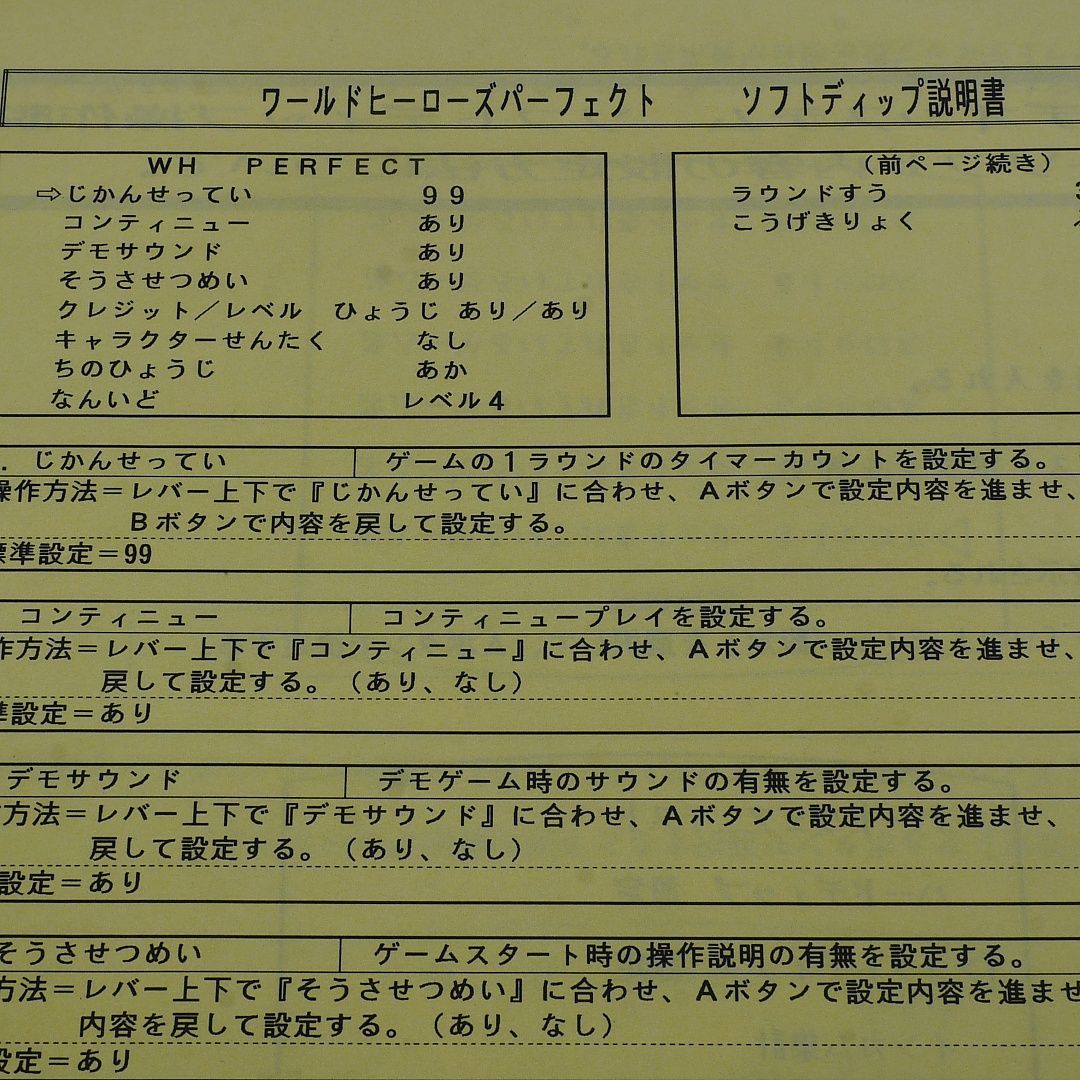 ワールドヒーローズパーフェクト　ソフトディップ説明書
ＷＨ　ＰＥＲＦＥＣＴ
⇨じかんせってい　９９
コンティニュー　あり
デモサウンド　あり
そうさせつめい　あり
クレジット／レベル　ひょうじ　あり／あり
キャラクターせんたく　なし
ちのひょうじ　あか
なんいど　レベル４
（前ページ続き）
ラウンドすう
こうげきりょく
．じかんせってい　ゲームの１ラウンドのタイマーカウントを設定する。
操作方法＝レバー上下で『じかんせってい』に合わせ、Ａボタンで設定内容を進ませ、
Ｂボタンで内容を戻して設定する。
標準設定＝99
コンティニュー　コンティニュープレイを設定する。
作方法＝レバー上下で『コンティニュー』に合わせ、Ａボタンで設定内容を進ませ、
戻して設定する。（あり、なし）
準設定＝あり
デモサウンド　デモゲーム時のサウンドの有無を設定する。
方法＝レバー上下で『デモサウンド』に合わせ、Ａボタンで設定内容を進ませ、
戻して設定する。（あり、なし）
設定＝あり
そうさせつめい　ゲームスタート時の操作説明の有無を設定する。
方法＝レバー上下で『そうさせつめい』に合わせ、Ａボタンで設定内容を進ませ
内容を戻して設定する。（あり、なし）
設定＝あり